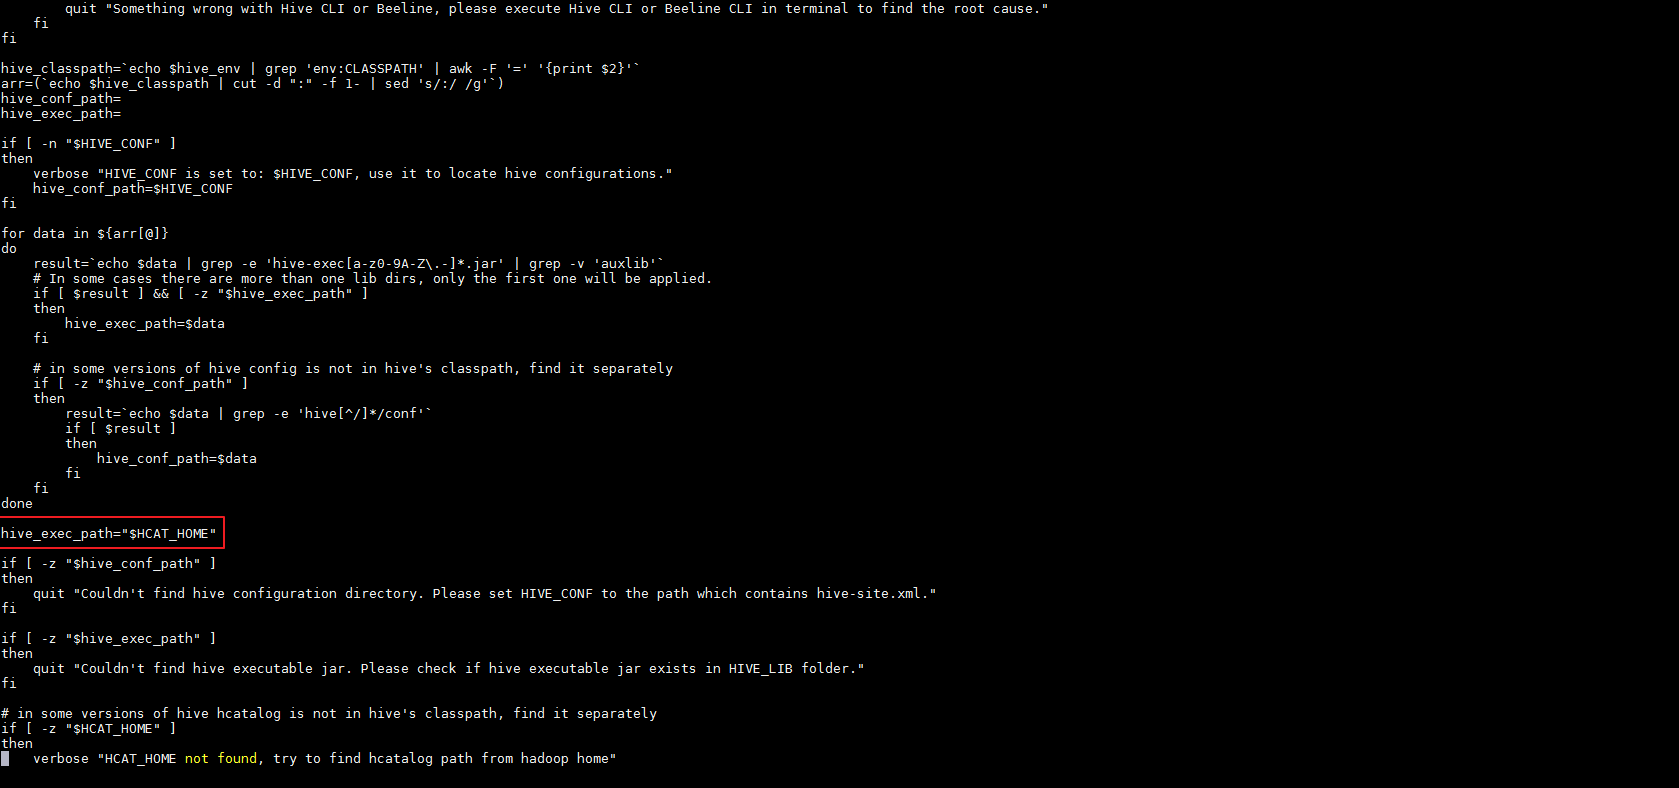 quit "Something wrong with Hive CLI or Beeline, please execute Hive CLI or Beeline CLI in terminal to find the root cause."
    fi
fi

hive_classpath=`echo $hive_env | grep 'env:CLASSPATH' | awk -F '=' '{print $2}'`
arr=(`echo $hive_classpath | cut -d ":" -f 1- | sed 's/:/ /g'`)
hive_conf_path=
hive_exec_path=

if [ -n "$HIVE_CONF" ]
then
    verbose "HIVE_CONF is set to: $HIVE_CONF, use it to locate hive configurations."
    hive_conf_path=$HIVE_CONF
fi

for data in ${arr[@]}
do
    result=`echo $data | grep -e 'hive-exec[a-z0-9A-Z\.-]*.jar' | grep -v 'auxlib'`
    # In some cases there are more than one lib dirs, only the first one will be applied.
    if [ $result ] && [ -z "$hive_exec_path" ]
    then
        hive_exec_path=$data
    fi

    # in some versions of hive config is not in hive's classpath, find it separately
    if [ -z "$hive_conf_path" ]
    then
        result=`echo $data | grep -e 'hive[^/]*/conf'`
        if [ $result ]
        then
            hive_conf_path=$data
        fi
    fi
done

hive_exec_path="$HCAT_HOME"

if [ -z "$hive_conf_path" ]
then
    quit "Couldn't find hive configuration directory. Please set HIVE_CONF to the path which contains hive-site.xml."
fi

if [ -z "$hive_exec_path" ]
then
    quit "Couldn't find hive executable jar. Please check if hive executable jar exists in HIVE_LIB folder."
fi

# in some versions of hive hcatalog is not in hive's classpath, find it separately
if [ -z "$HCAT_HOME" ]
then
    verbose "HCAT_HOME not found, try to find hcatalog path from hadoop home"